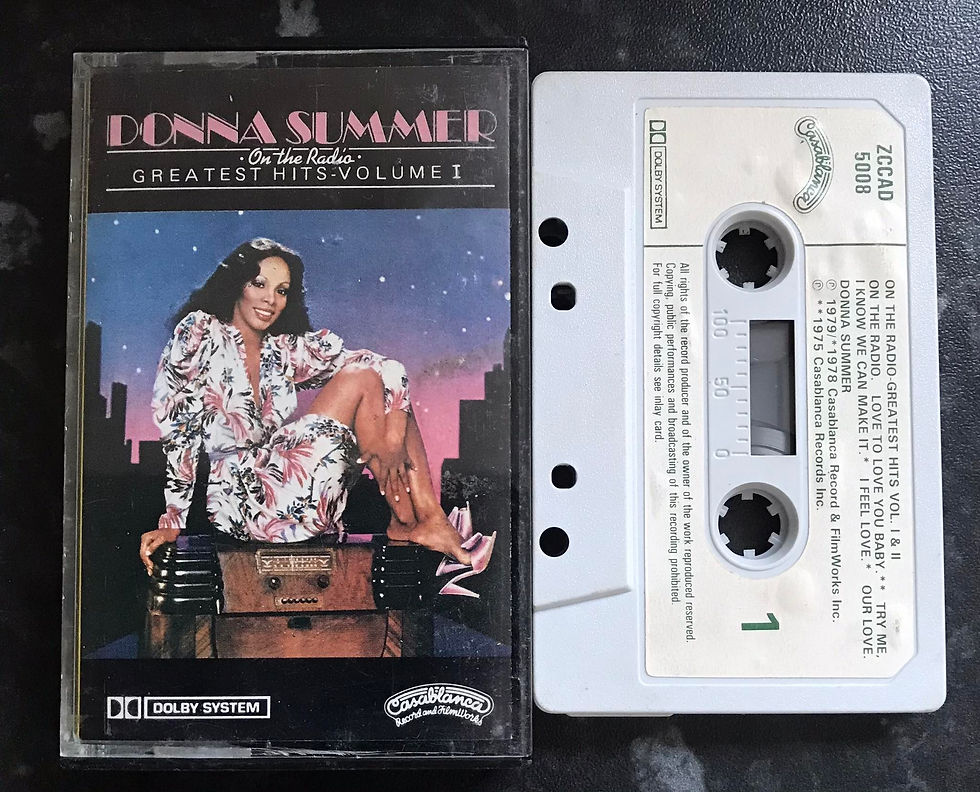 DONNA SUMMER
·On the Radio·
GREATEST HITS-VOLUME I
DOLBY SYSTEM
Casablanca
Record and FilmWorks
DOLBY SYSTEM
Casablanca
ZCCAD
5008
ON THE RADIO-GREATEST HITS VOL. I & II
ON THE RADIO. LOVE TO LOVE YOU BABY.** TRY ME,
I KNOW WE CAN MAKE IT.* I FEEL LOVE.* OUR LOVE.
DONNA SUMMER
℗ 1979/*1978 Casablanca Record & FilmWorks Inc.
℗ **1975 Casablanca Records Inc.
1
100 50 0
All rights of the record producer and of the owner of the work reproduced reserved.
Copying, public performances and broadcasting of this recording prohibited.
For full copyright details see inlay card.